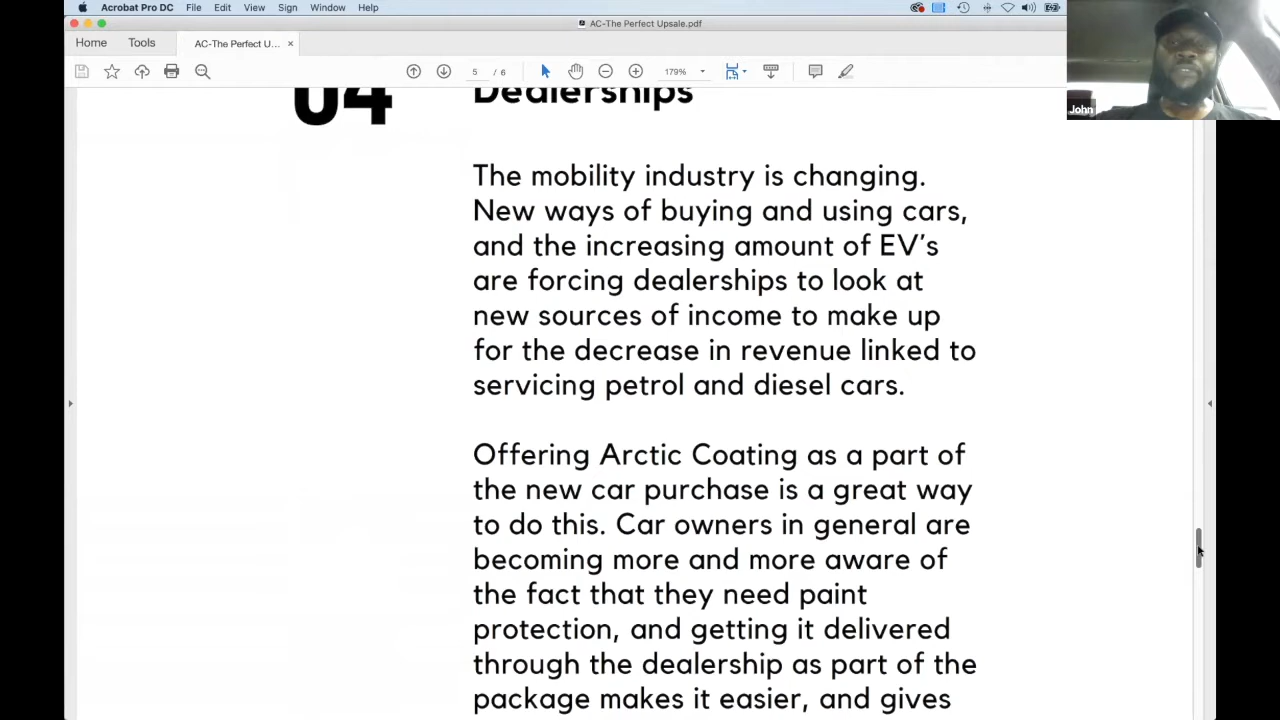 Acrobat Pro DC File Edit View Sign Window Help
AC-The Perfect Upsale.pdf
Home Tools AC-The Perfect U... ×
5 / 6 179%
John
04 Dealerships
The mobility industry is changing.
New ways of buying and using cars,
and the increasing amount of EV's
are forcing dealerships to look at
new sources of income to make up
for the decrease in revenue linked to
servicing petrol and diesel cars.
Offering Arctic Coating as a part of
the new car purchase is a great way
to do this. Car owners in general are
becoming more and more aware of
the fact that they need paint
protection, and getting it delivered
through the dealership as part of the
package makes it easier, and gives